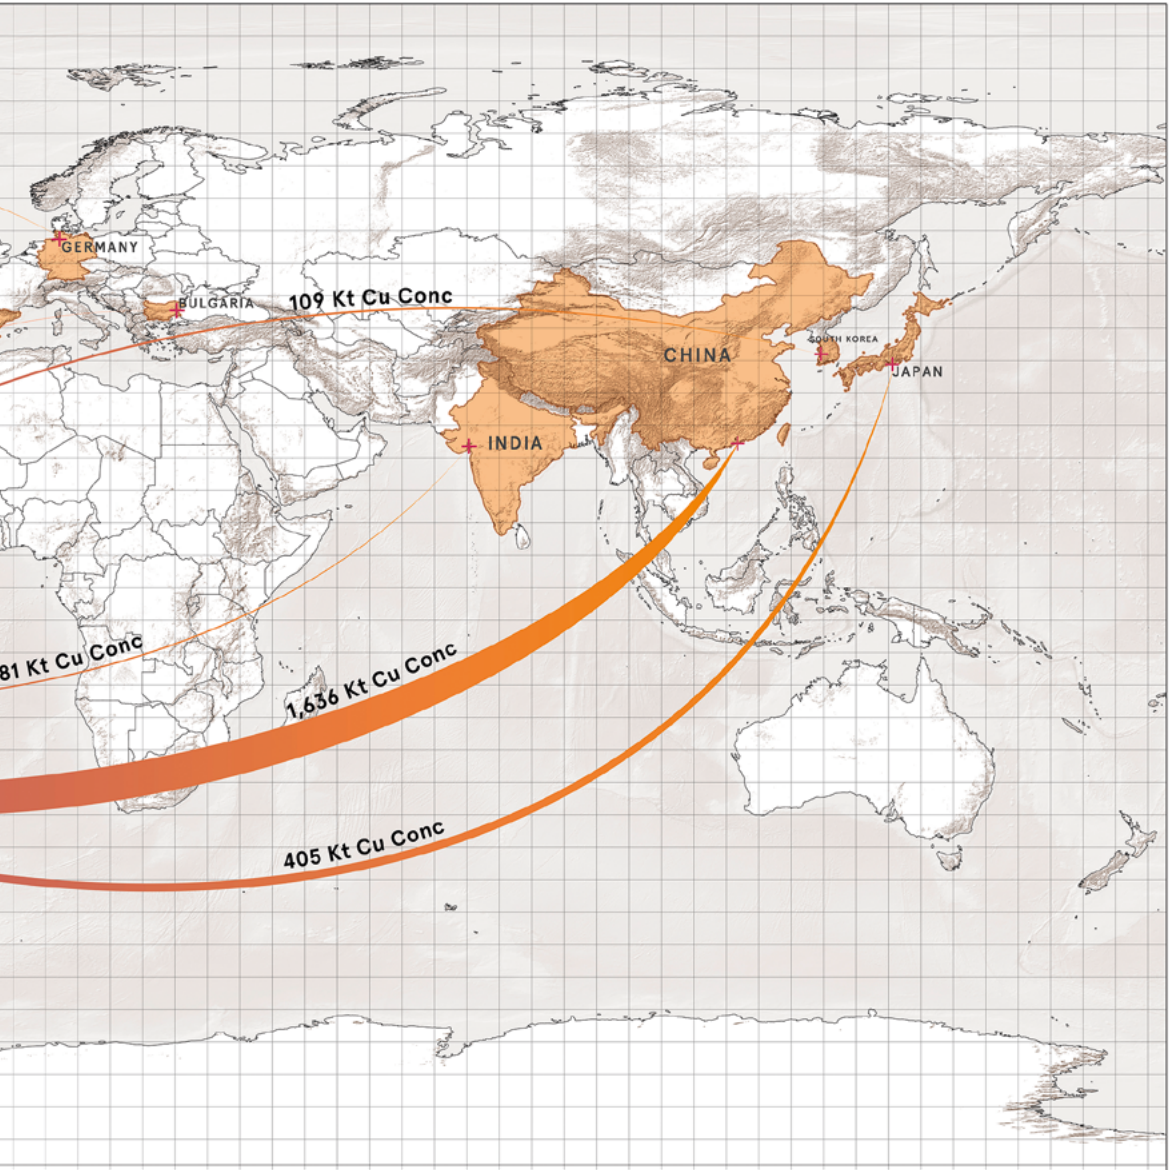 GERMANY
BULGARIA
109 Kt Cu Conc
SOUTH KOREA
CHINA
JAPAN
INDIA
81 Kt Cu Conc
1,636 Kt Cu Conc
405 Kt Cu Conc